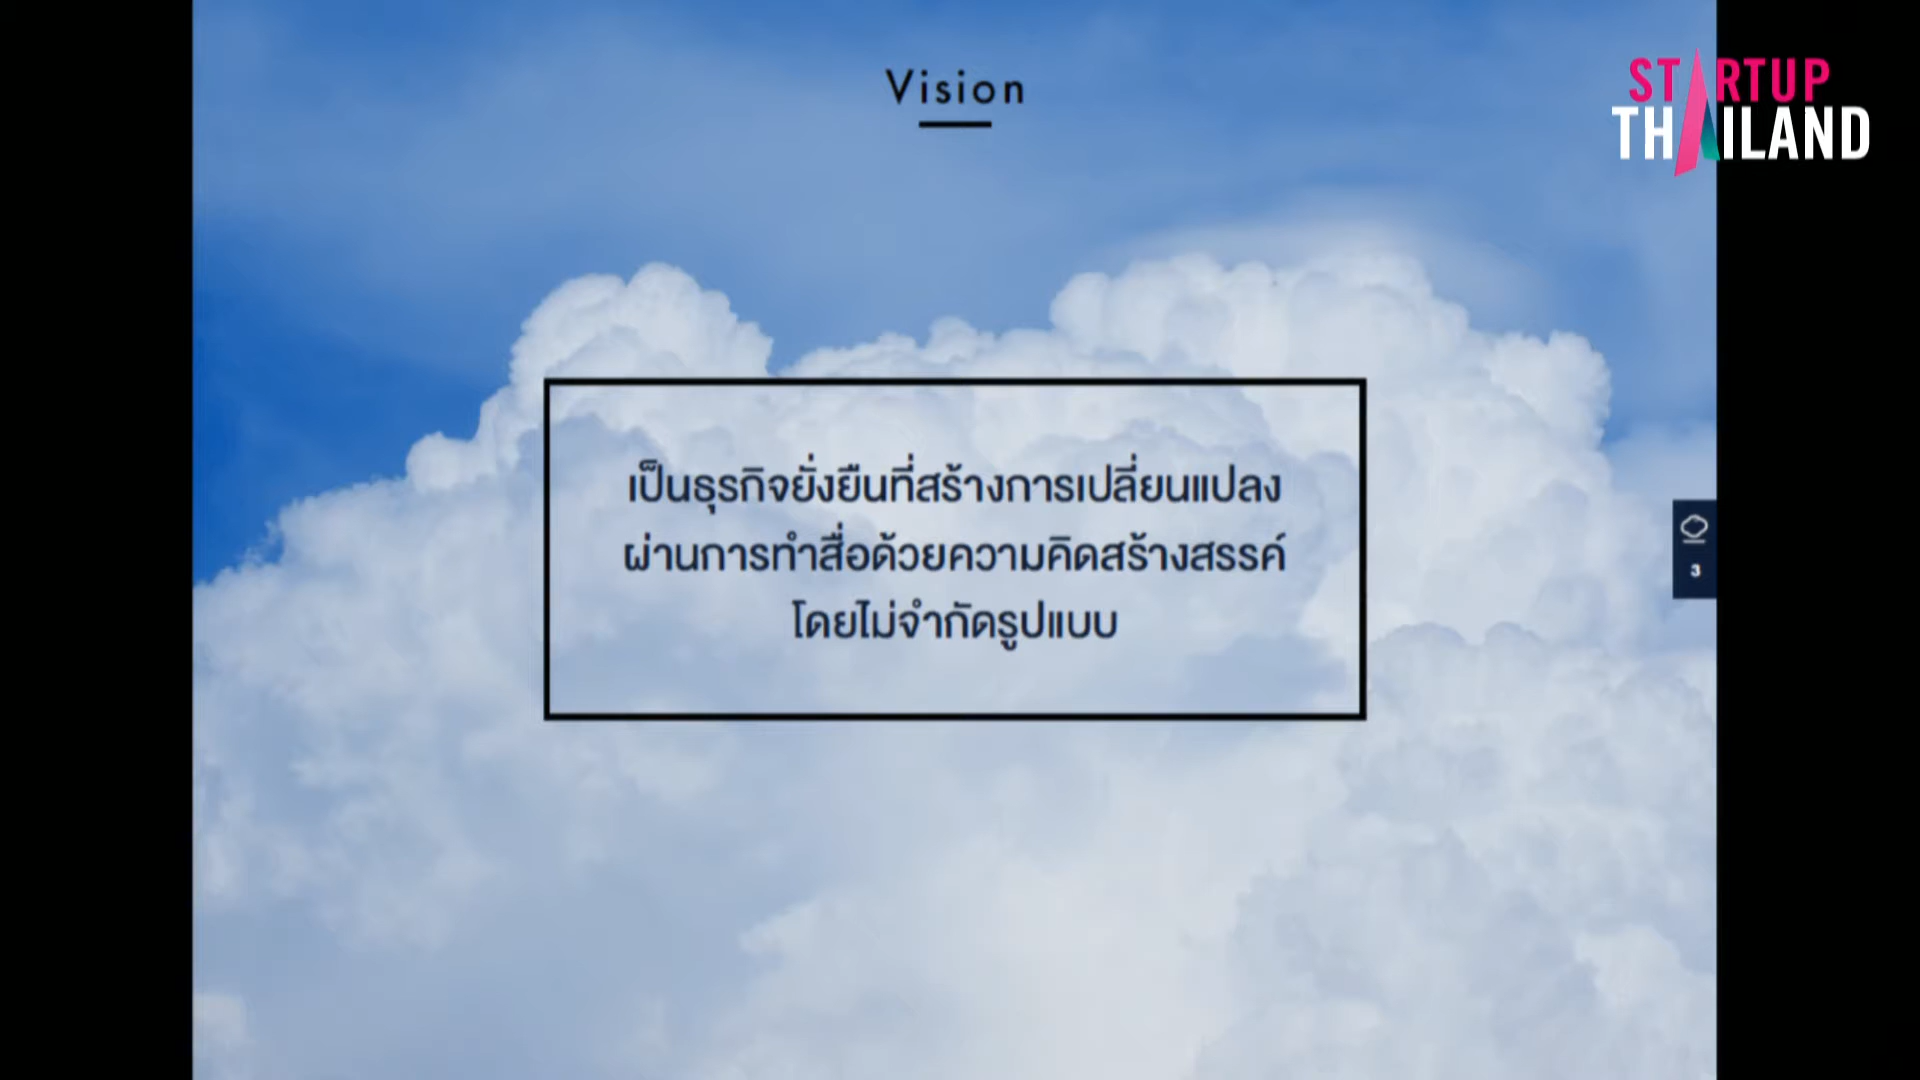 Vision
STARTUP
THAILAND
เป็นธุรกิจยั่งยืนที่สร้างการเปลี่ยนแปลง
ผ่านการทำสื่อด้วยความคิดสร้างสรรค์
โดยไม่จำกัดรูปแบบ
3